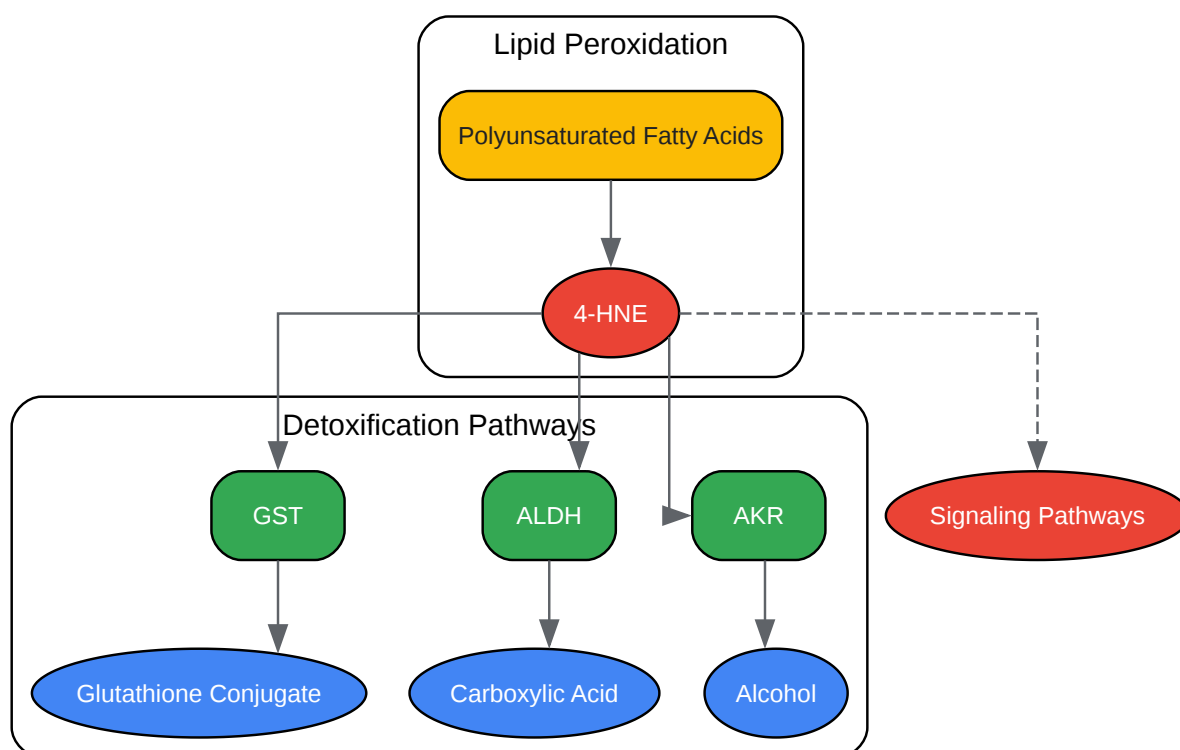 Lipid Peroxidation
Polyunsaturated Fatty Acids
4-HNE
Detoxification Pathways
GST
ALDH
AKR
Signaling Pathways
Glutathione Conjugate
Carboxylic Acid
Alcohol